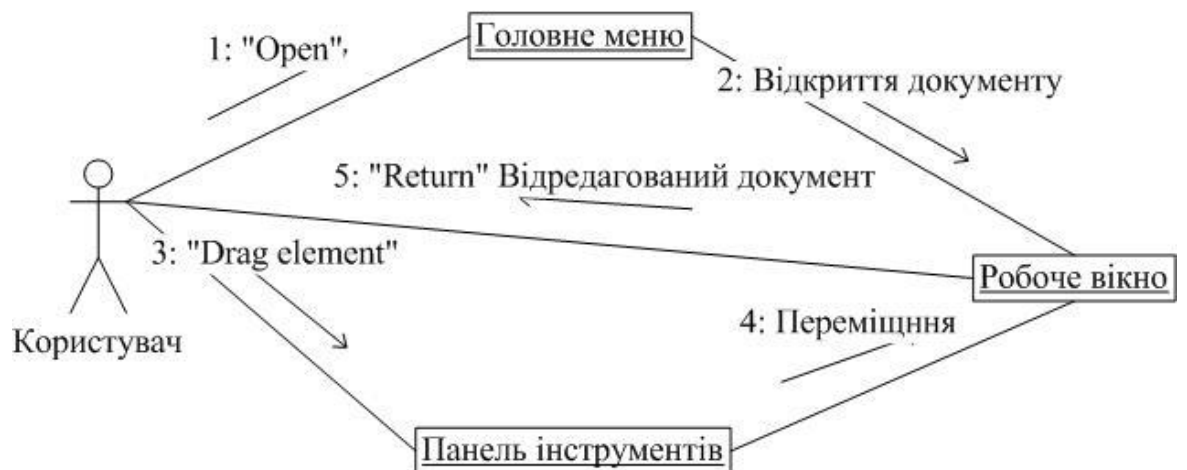 1: "Open"
Головне меню
2: Відкриття документу
5: "Return" Відредагований документ
3: "Drag element"
Робоче вікно
4: Переміщння
Користувач
Панель інструментів